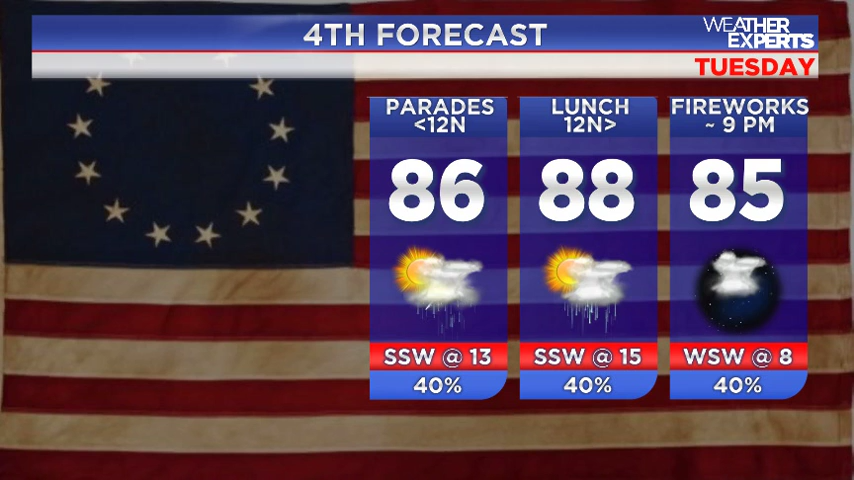 4TH FORECAST
WEATHER
EXPERTS
TUESDAY
PARADES
<12N
86
SSW @ 13
40%
LUNCH
12N>
88
SSW @ 15
40%
FIREWORKS
~ 9 PM
85
WSW @ 8
40%